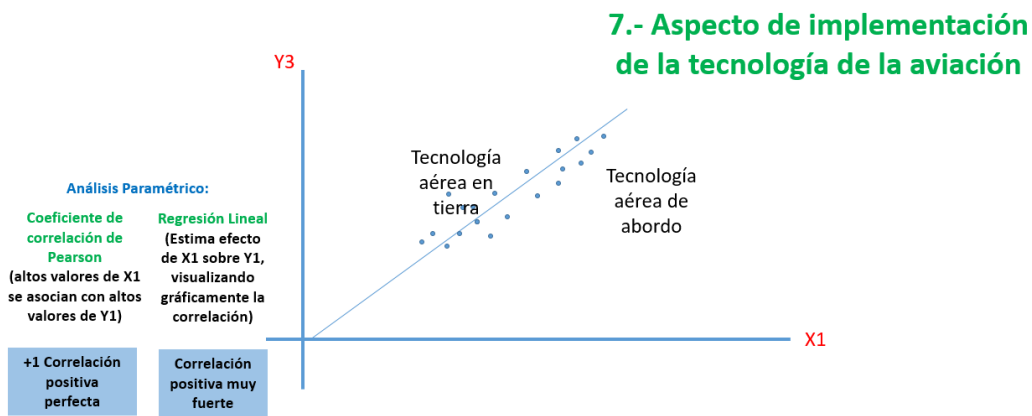 7.- Aspecto de implementación
de la tecnología de la aviación
Y3
Tecnología
aérea en
tierra
Tecnología
aérea de
abordo
X1
Análisis Paramétrico:
Coeficiente de
correlación de
Pearson
(altos valores de X1
se asocian con altos
valores de Y1)
+1 Correlación
positiva
perfecta
Regresión Lineal
(Estima efecto
de X1 sobre Y1,
visualizando
gráficamente la
correlación)
Correlación
positiva muy
fuerte